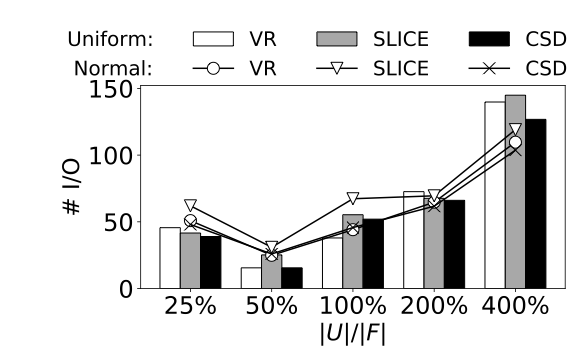 Uniform: VR SLICE CSD
Normal: VR SLICE CSD
150
100
50
0
# I/O
25% 50% 100% 200% 400%
|U|/|F|